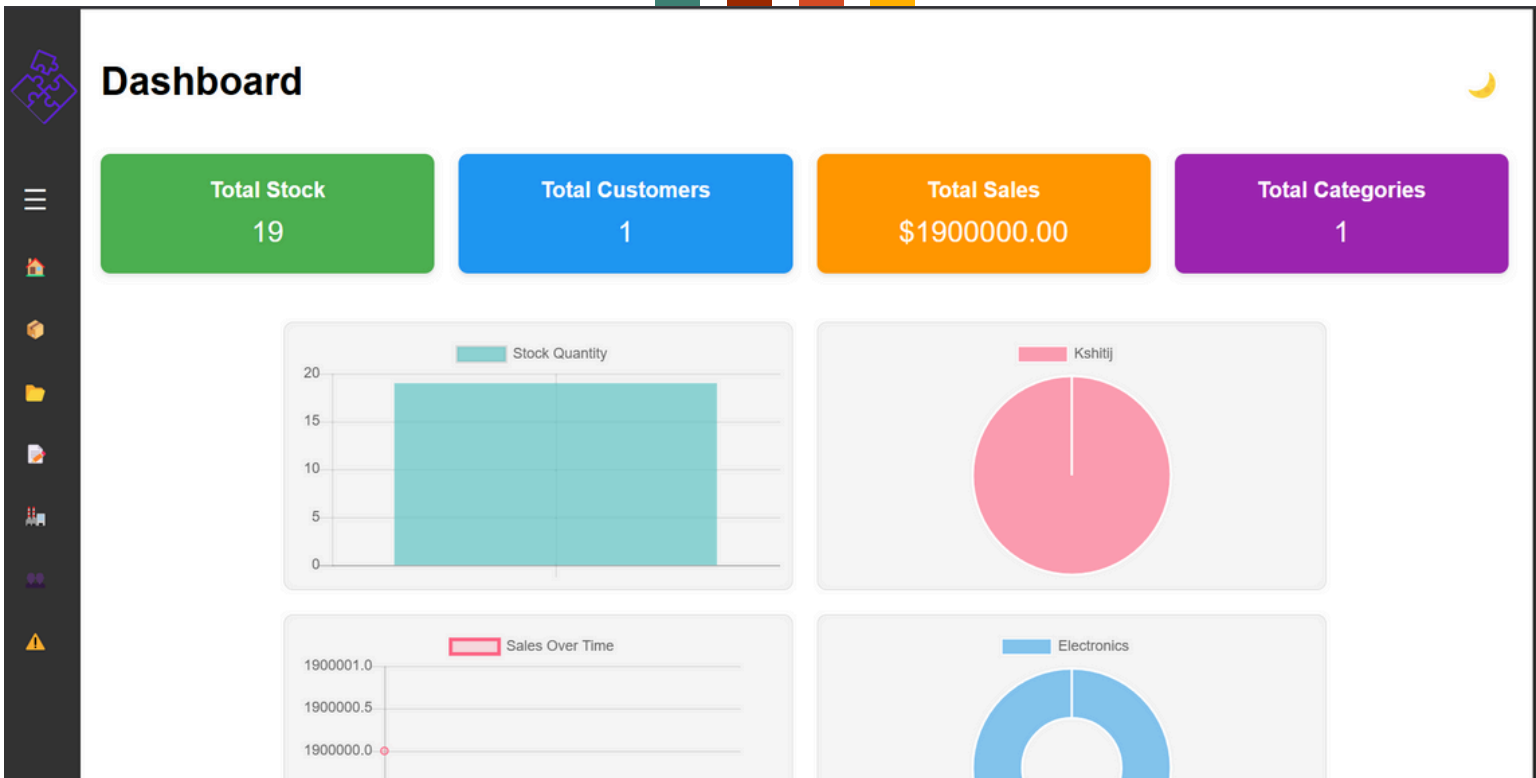 Dashboard
Total Stock
19
Total Customers
1
Total Sales
$1900000.00
Total Categories
1
Stock Quantity
20
15
10
5
0
Kshitij
Sales Over Time
1900001.0
1900000.5
1900000.0
Electronics